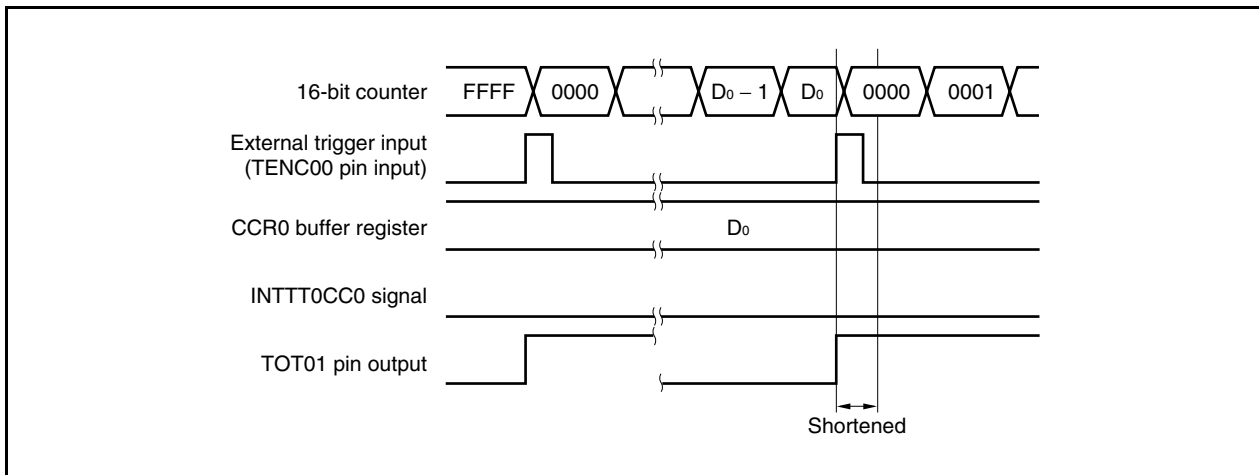 16-bit counter FFFF 0000 D0 − 1 D0 0000 0001
External trigger input
(TENC00 pin input)
CCR0 buffer register D0
INTTT0CC0 signal
TOT01 pin output
Shortened